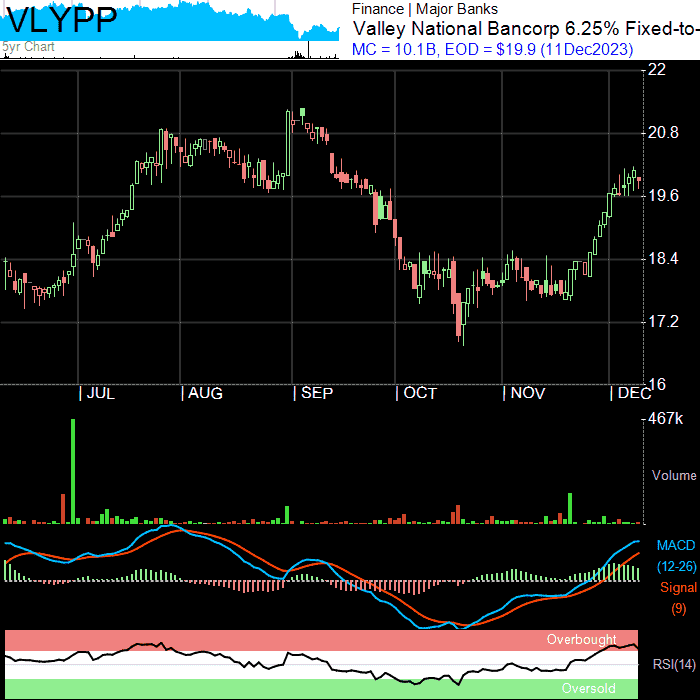 VLYPP
5yr Chart
Finance | Major Banks
Valley National Bancorp 6.25% Fixed-to-
MC = 10.1B, EOD = $19.9 (11Dec2023)
22
20.8
19.6
18.4
17.2
16
| JUL | AUG | SEP | OCT | NOV | DEC
467k
Volume
MACD
(12-26)
Signal
(9)
Overbought
RSI(14)
Oversold